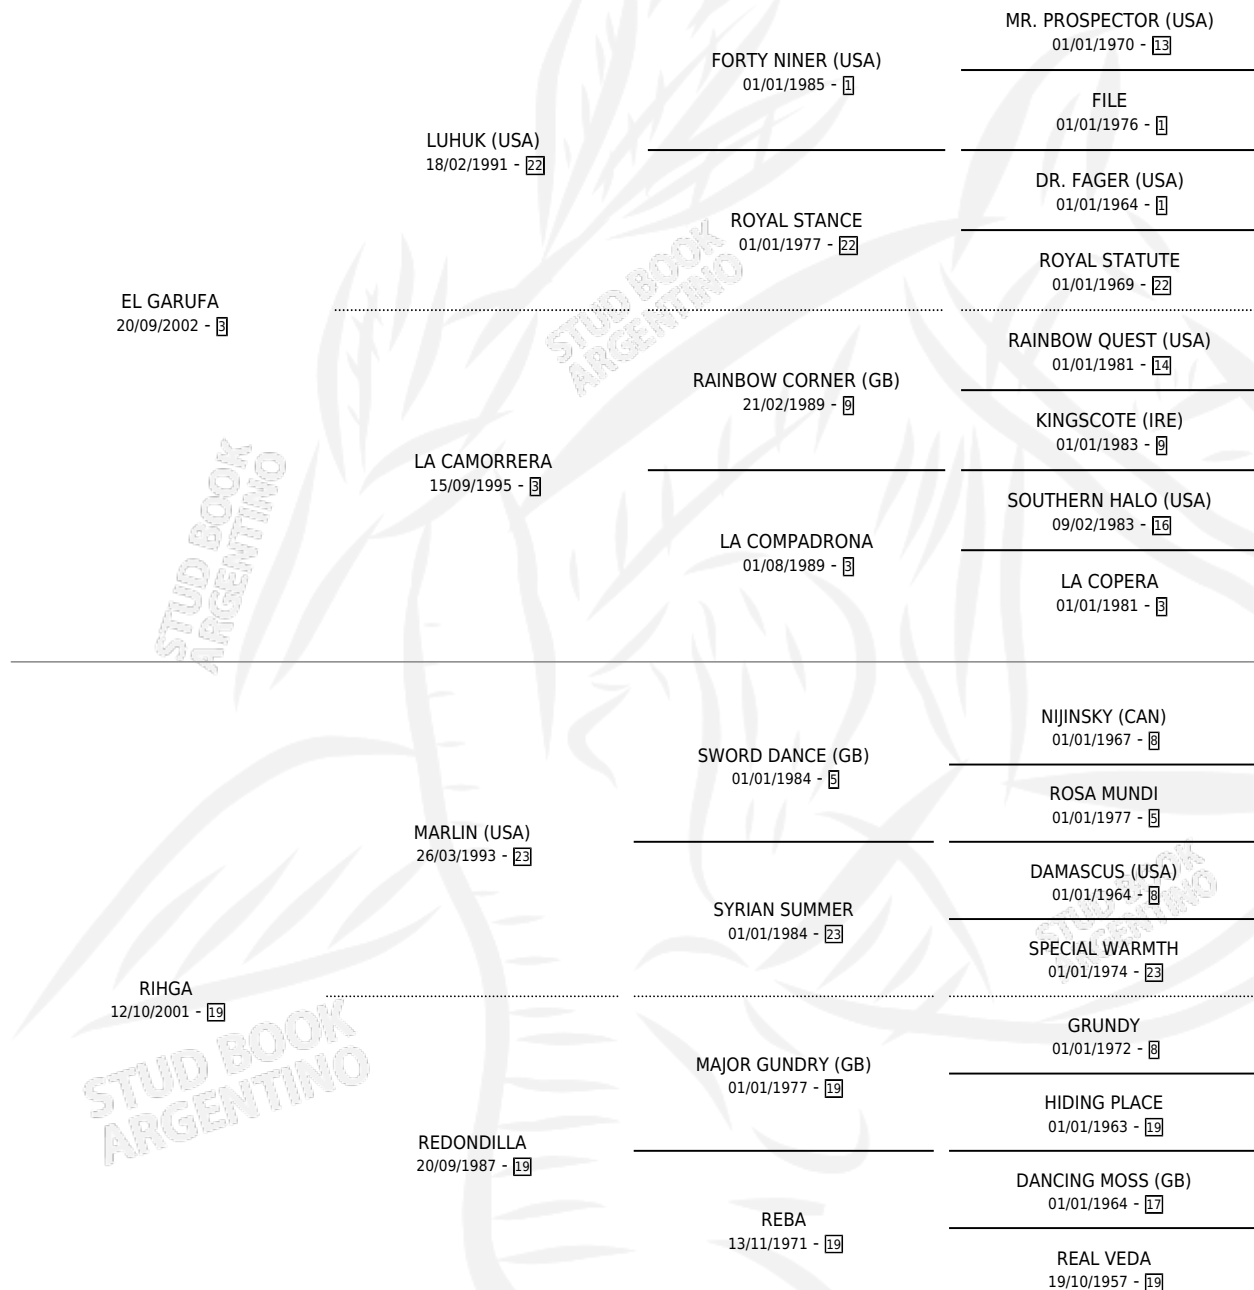 MR. PROSPECTOR (USA)
01/01/1970 - 13
FORTY NINER (USA)
01/01/1985 - 1
FILE
01/01/1976 - 1
LUHUK (USA)
18/02/1991 - 22
DR. FAGER (USA)
01/01/1964 - 1
ROYAL STANCE
01/01/1977 - 22
ROYAL STATUTE
01/01/1969 - 22
EL GARUFA
20/09/2002 - 3
STUD BOOK
ARGENTINO
RAINBOW QUEST (USA)
01/01/1981 - 14
RAINBOW CORNER (GB)
21/02/1989 - 9
KINGSCOTE (IRE)
01/01/1983 - 9
LA CAMORRERA
15/09/1995 - 3
SOUTHERN HALO (USA)
09/02/1983 - 16
LA COMPADRONA
01/08/1989 - 3
LA COPERA
01/01/1981 - 3
STUD BOOK
ARGENTINO
NIJINSKY (CAN)
01/01/1967 - 8
SWORD DANCE (GB)
01/01/1984 - 5
ROSA MUNDI
01/01/1977 - 5
MARLIN (USA)
26/03/1993 - 23
DAMASCUS (USA)
01/01/1964 - 8
SYRIAN SUMMER
01/01/1984 - 23
SPECIAL WARMTH
01/01/1974 - 23
STUD BOOK
ARGENTINO
RIHGA
12/10/2001 - 19
GRUNDY
01/01/1972 - 8
MAJOR GUNDRY (GB)
01/01/1977 - 19
HIDING PLACE
01/01/1963 - 19
STUD BOOK
ARGENTINO
REDONDILLA
20/09/1987 - 19
DANCING MOSS (GB)
01/01/1964 - 17
REBA
13/11/1971 - 19
REAL VEDA
19/10/1957 - 19